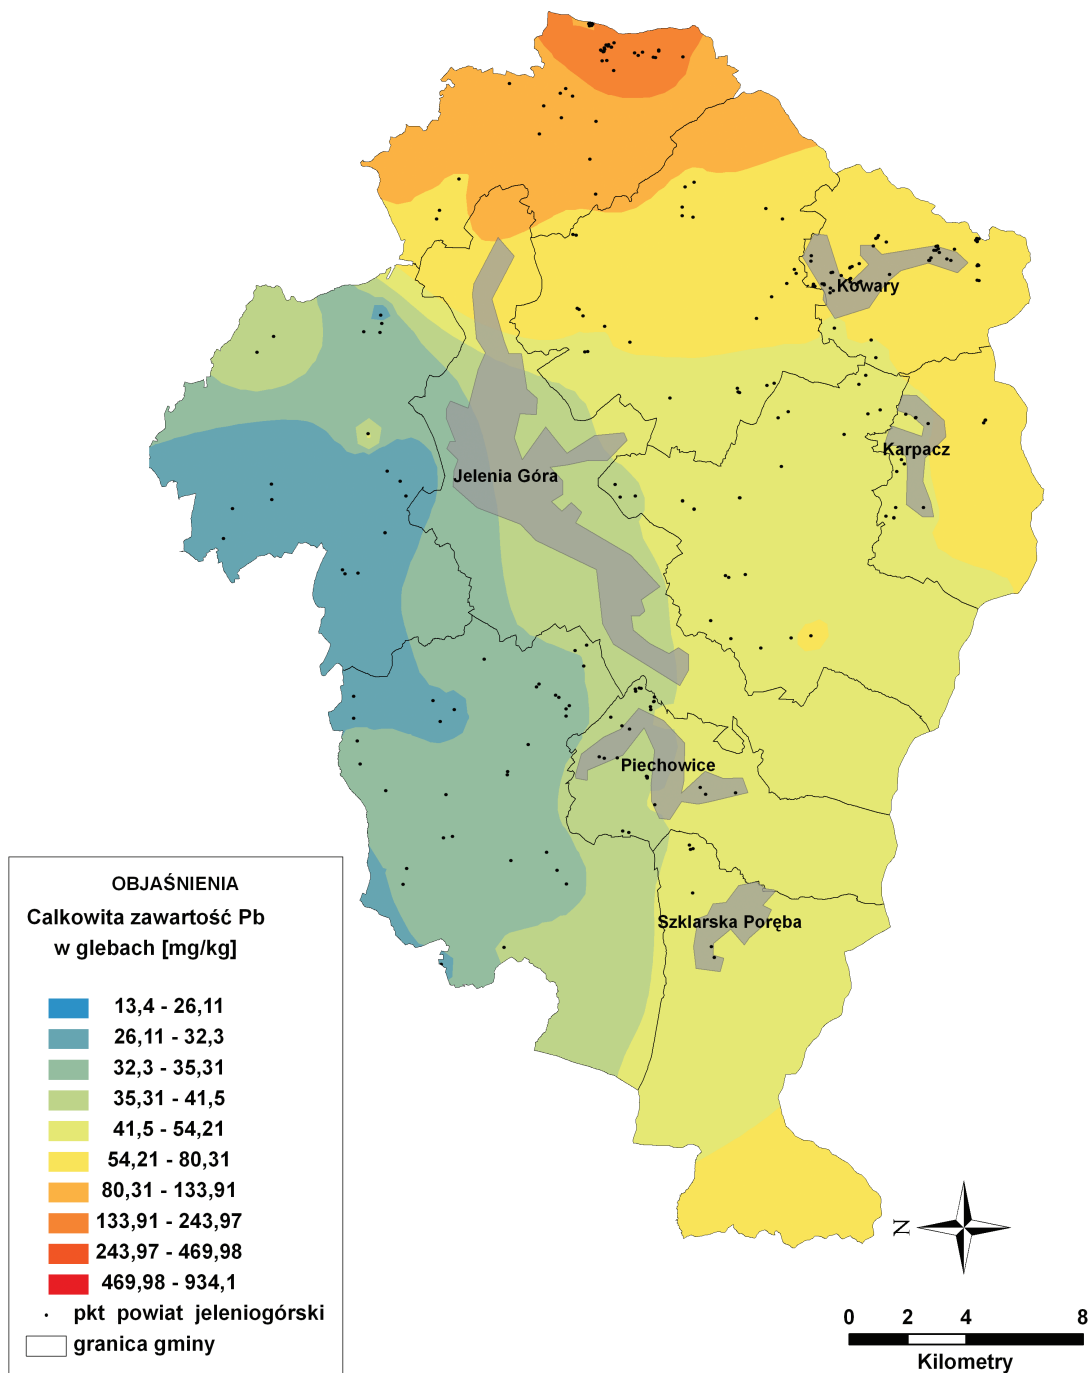 Kowary
Karpacz
Jelenia Góra
Piechowice
Szklarska Poręba
OBJAŚNIENIA
Całkowita zawartość Pb
w glebach [mg/kg]
13,4 - 26,11
26,11 - 32,3
32,3 - 35,31
35,31 - 41,5
41,5 - 54,21
54,21 - 80,31
80,31 - 133,91
133,91 - 243,97
243,97 - 469,98
469,98 - 934,1
pkt powiat jeleniogórski
granica gminy
N
0 2 4 8
Kilometry